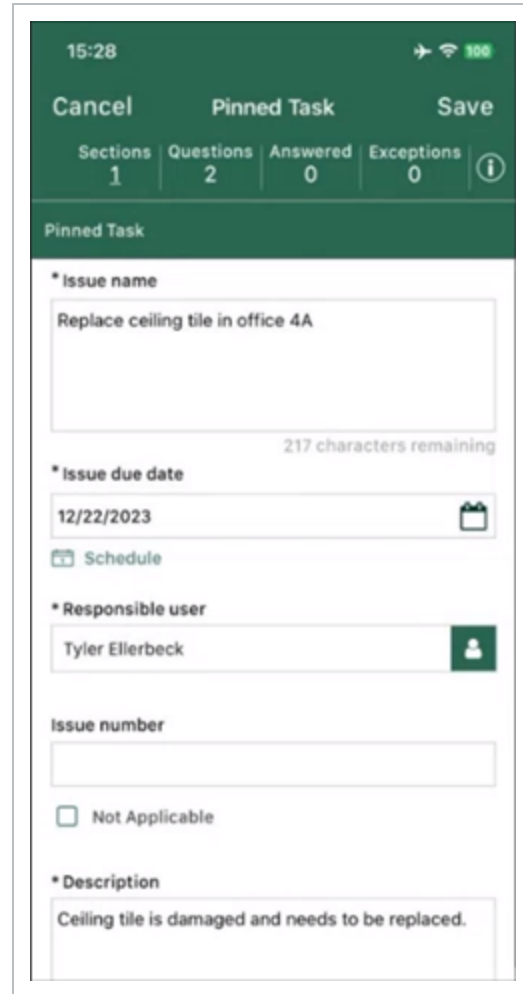 15:28 100
Cancel Pinned Task Save
Sections Questions Answered Exceptions
1 2 0 0
Pinned Task
* Issue name
Replace ceiling tile in office 4A
217 characters remaining
* Issue due date
12/22/2023
Schedule
* Responsible user
Tyler Ellerbeck
Issue number
Not Applicable
* Description
Ceiling tile is damaged and needs to be replaced.